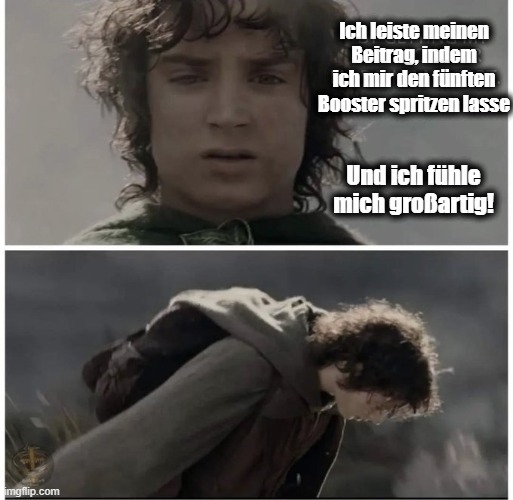 Ich leiste meinen
Beitrag, indem
ich mir den fünften
Booster spritzen lasse
Und ich fühle
mich großartig!
imgflip.com